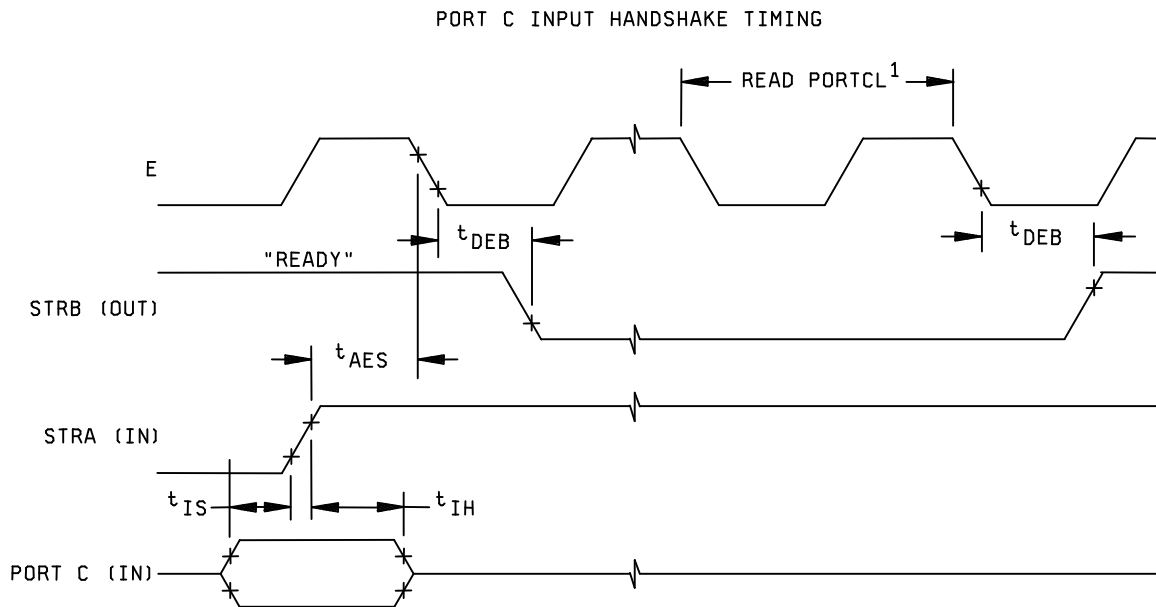 PORT C INPUT HANDSHAKE TIMING
READ PORTCL1
E
tDEB
tDEB
"READY"
STRB (OUT)
tAES
STRA (IN)
tIS
tIH
PORT C (IN)